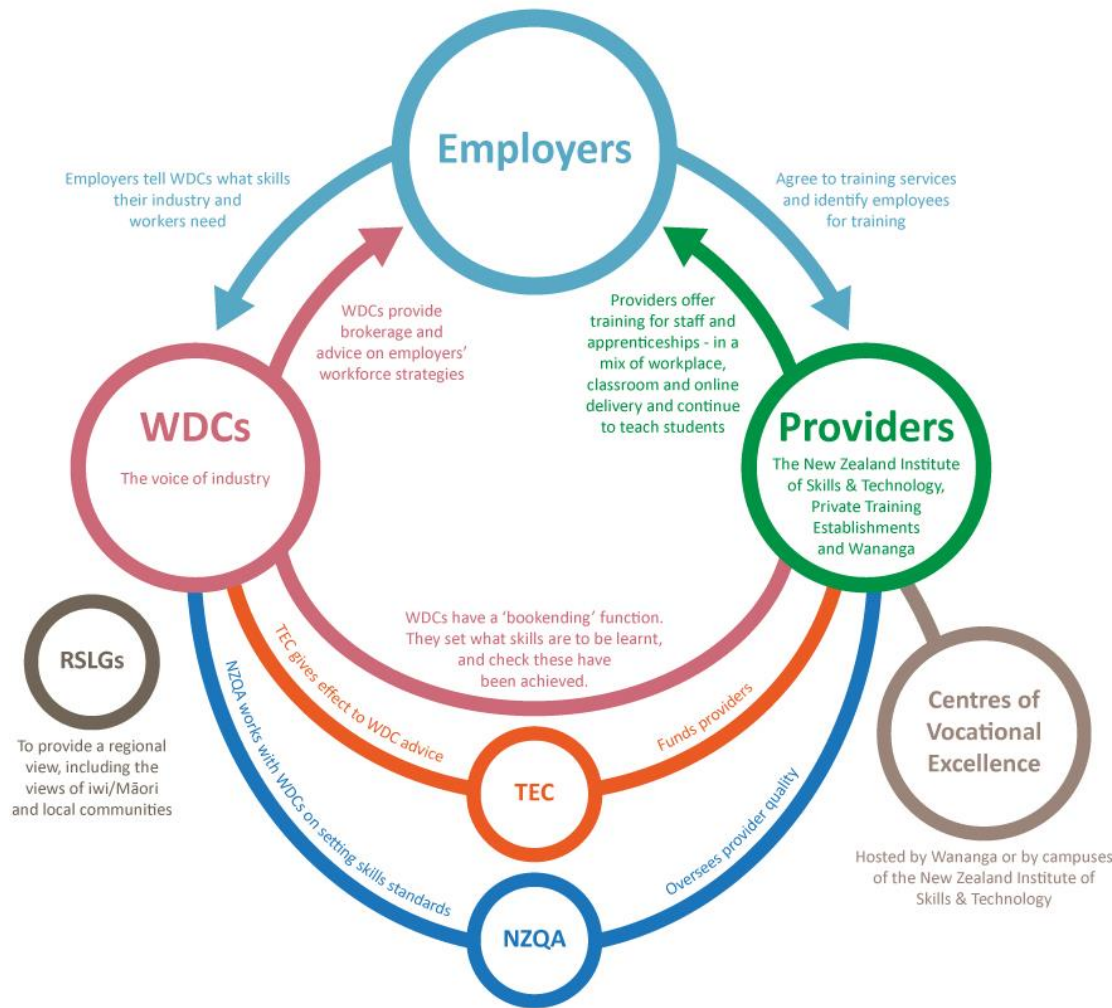 Employers
Employers tell WDCs what skills
their industry and
workers need
Agree to training services
and identify employees
for training
WDCs provide
brokerage and
advice on employers'
workforce strategies
Providers offer
training for staff and
apprenticeships - in a
mix of workplace,
classroom and online
delivery and continue
to teach students
WDCs
The voice of industry
Providers
The New Zealand Institute
of Skills & Technology,
Private Training
Establishments
and Wananga
WDCs have a 'bookending' function.
They set what skills are to be learnt,
and check these have
been achieved.
RSLGs
To provide a regional
view, including the
views of iwi/Māori
and local communities
TEC gives effect to WDC advice
Funds providers
TEC
NZQA works with WDCs on setting skills standards
Oversees provider quality
NZQA
Centres of
Vocational
Excellence
Hosted by Wananga or by campuses
of the New Zealand Institute of
Skills & Technology